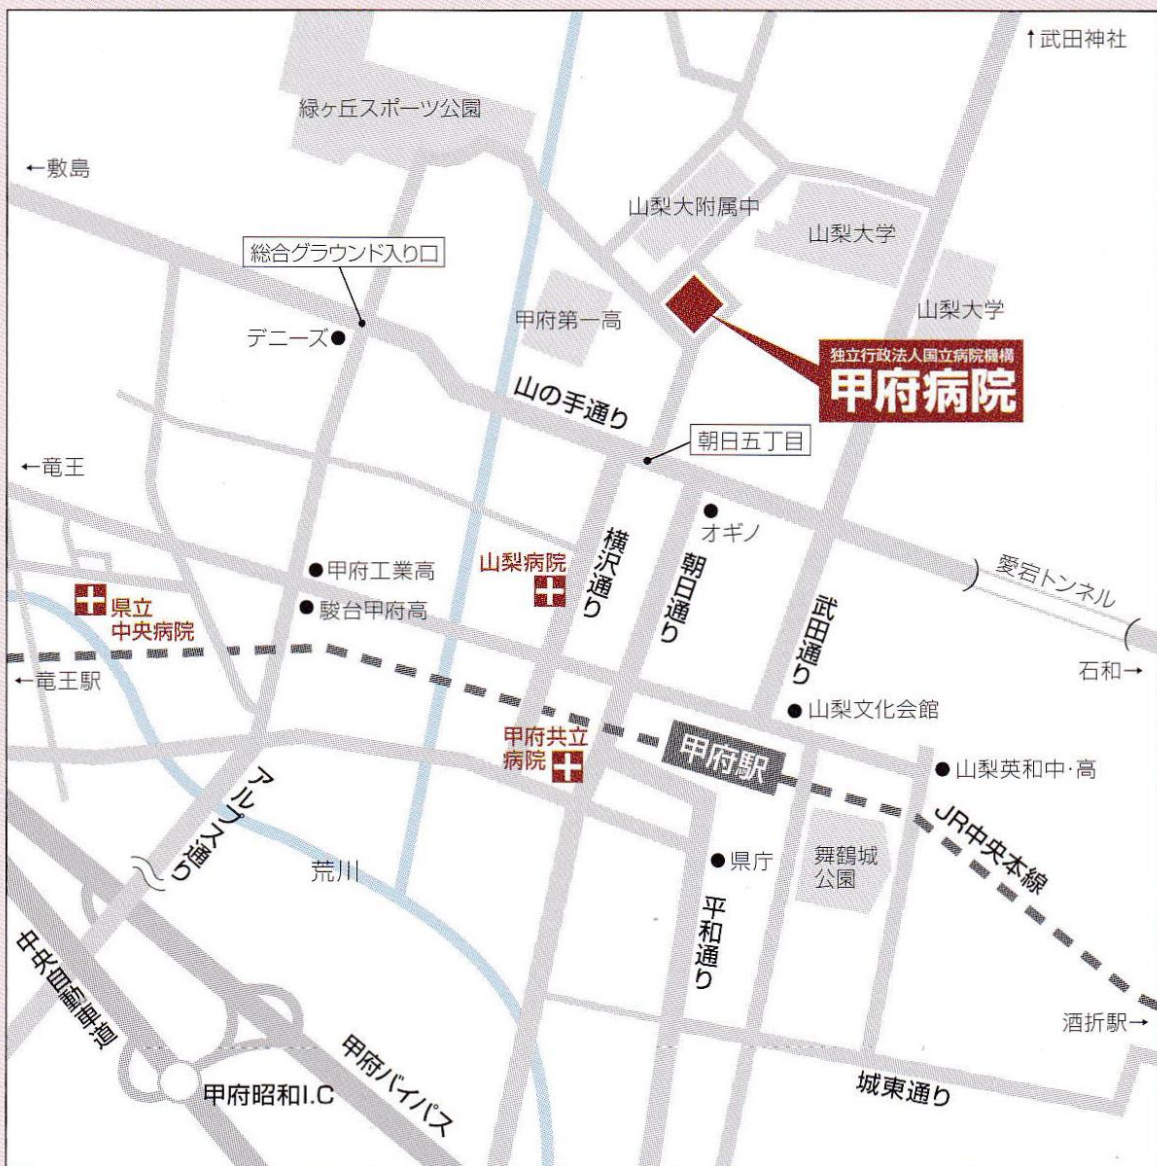 ↑武田神社
緑ヶ丘スポーツ公園
←敷島
山梨大附属中
山梨大学
総合グラウンド入り口
山梨大学
甲府第一高
デニーズ
独立行政法人国立病院機構
甲府病院
山の手通り
朝日五丁目
←竜王
オギノ
横沢通り
朝日通り
山梨病院
甲府工業高
愛宕トンネル
駿台甲府高
県立
中央病院
武田通り
石和→
←竜王駅
山梨文化会館
甲府共立
病院
甲府駅
山梨英和中・高
アルプス通り
JR中央本線
荒川
県庁
舞鶴城
公園
平和通り
中央自動車道
酒折駅→
甲府バイパス
甲府昭和I.C
城東通り